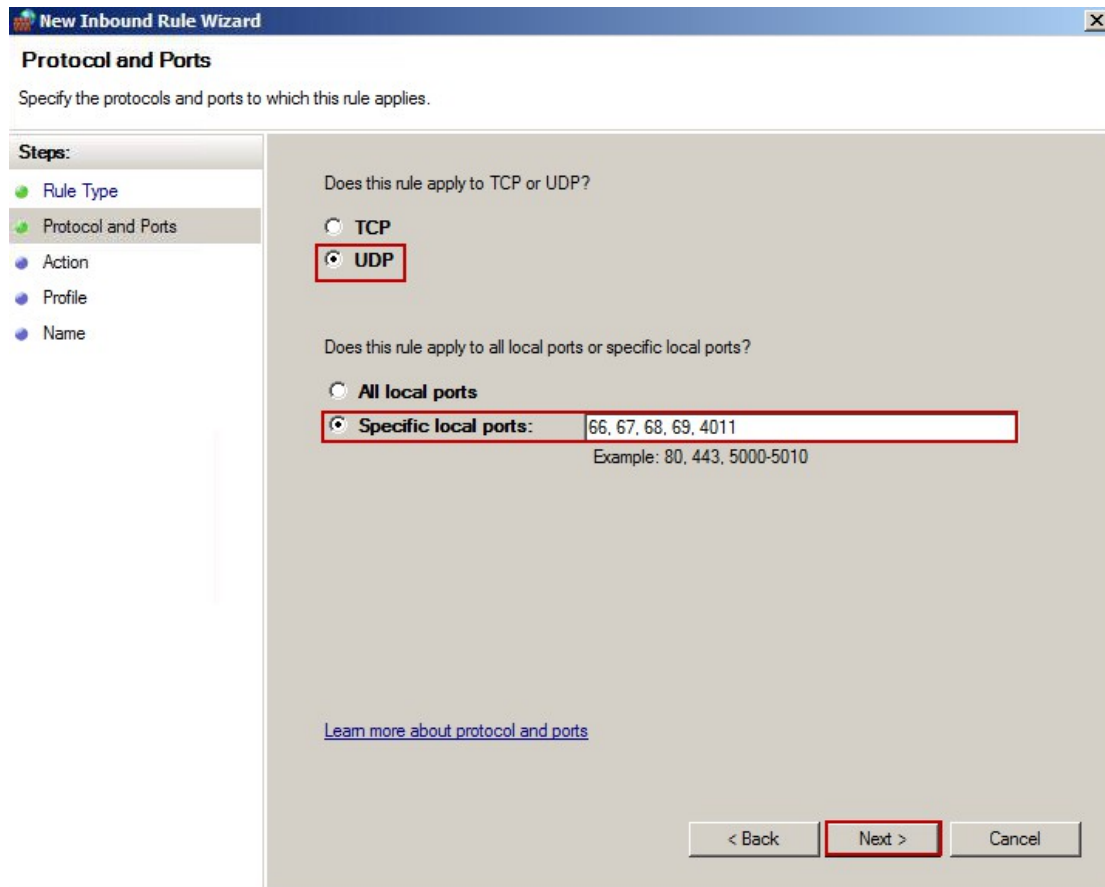 New Inbound Rule Wizard
Protocol and Ports
Specify the protocols and ports to which this rule applies.
Steps:
Rule Type
Protocol and Ports
Action
Profile
Name
Does this rule apply to TCP or UDP?
TCP
UDP
Does this rule apply to all local ports or specific local ports?
All local ports
Specific local ports: 66, 67, 68, 69, 4011
Example: 80, 443, 5000-5010
Learn more about protocol and ports
< Back Next > Cancel